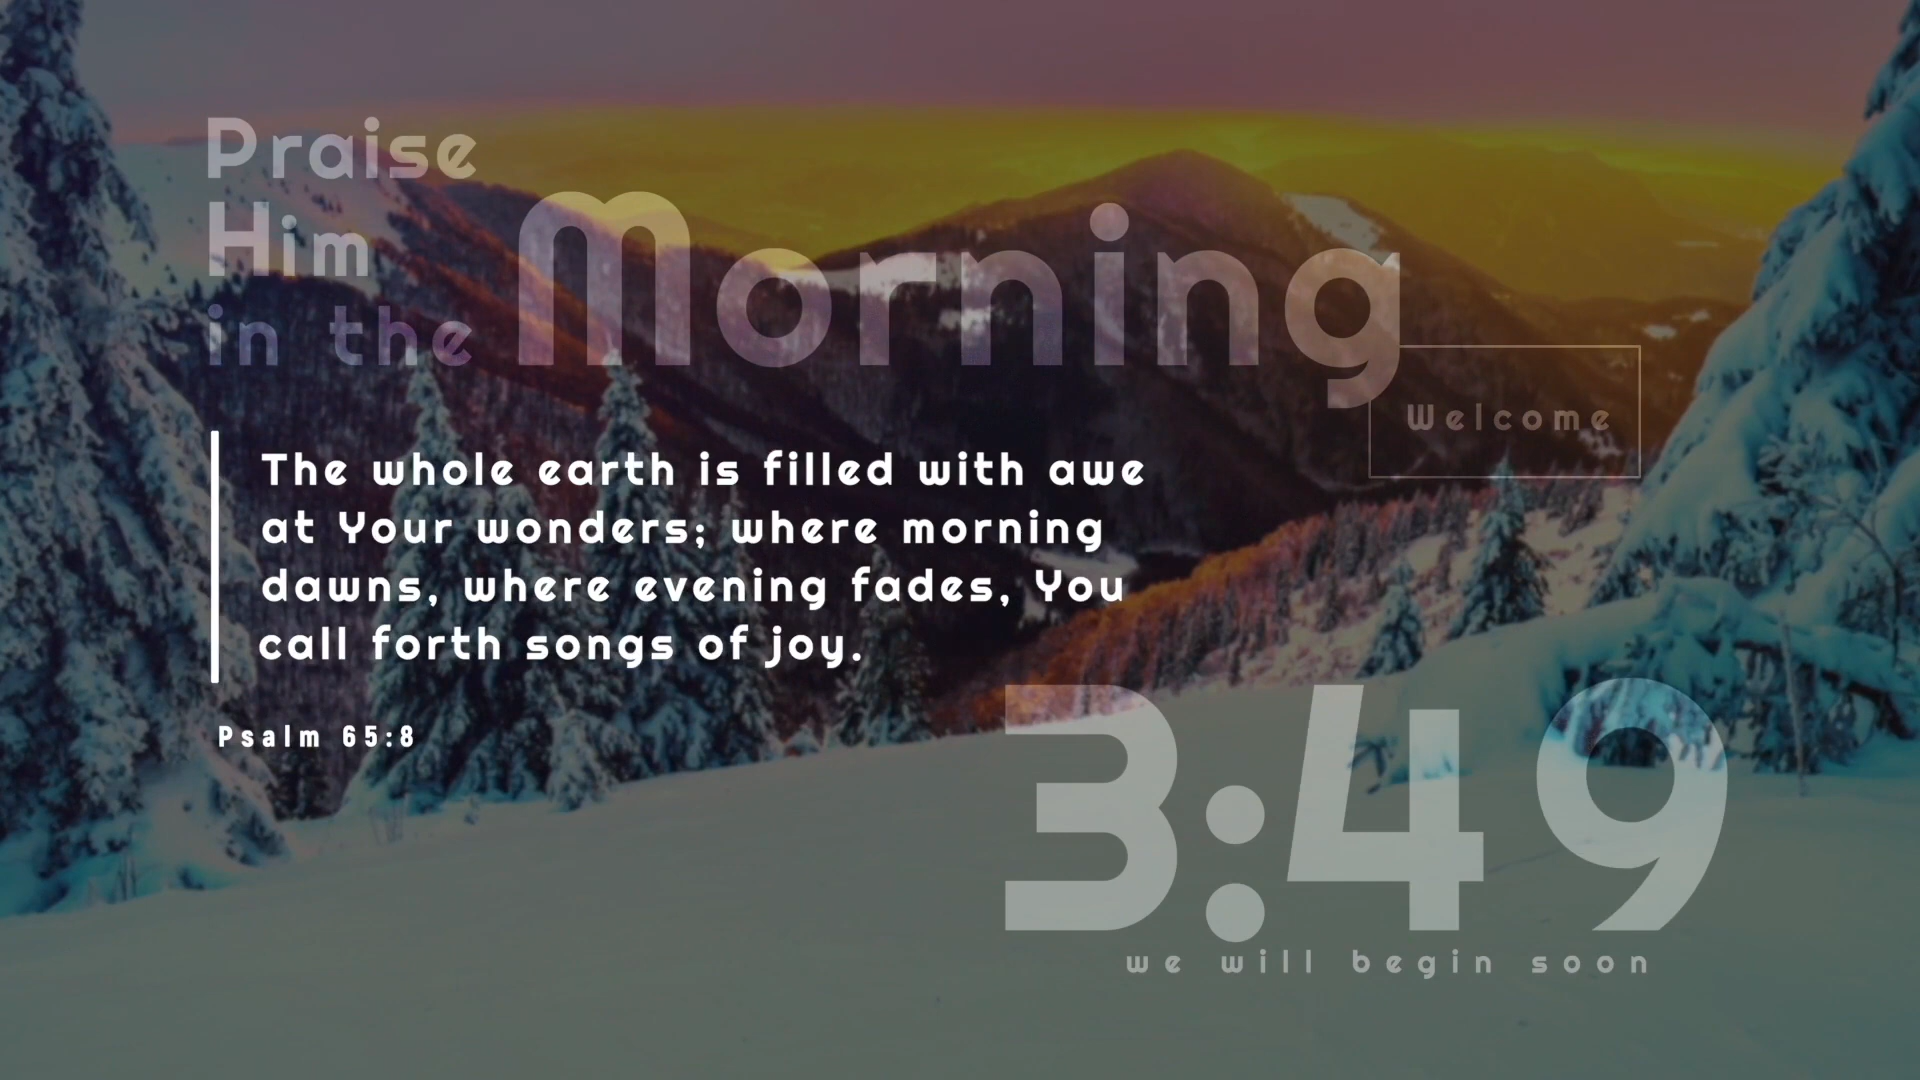 Praise
Him
in the Morning
Welcome
The whole earth is filled with awe
at Your wonders; where morning
dawns, where evening fades, You
call forth songs of joy.
Psalm 65:8
3:49
we will begin soon